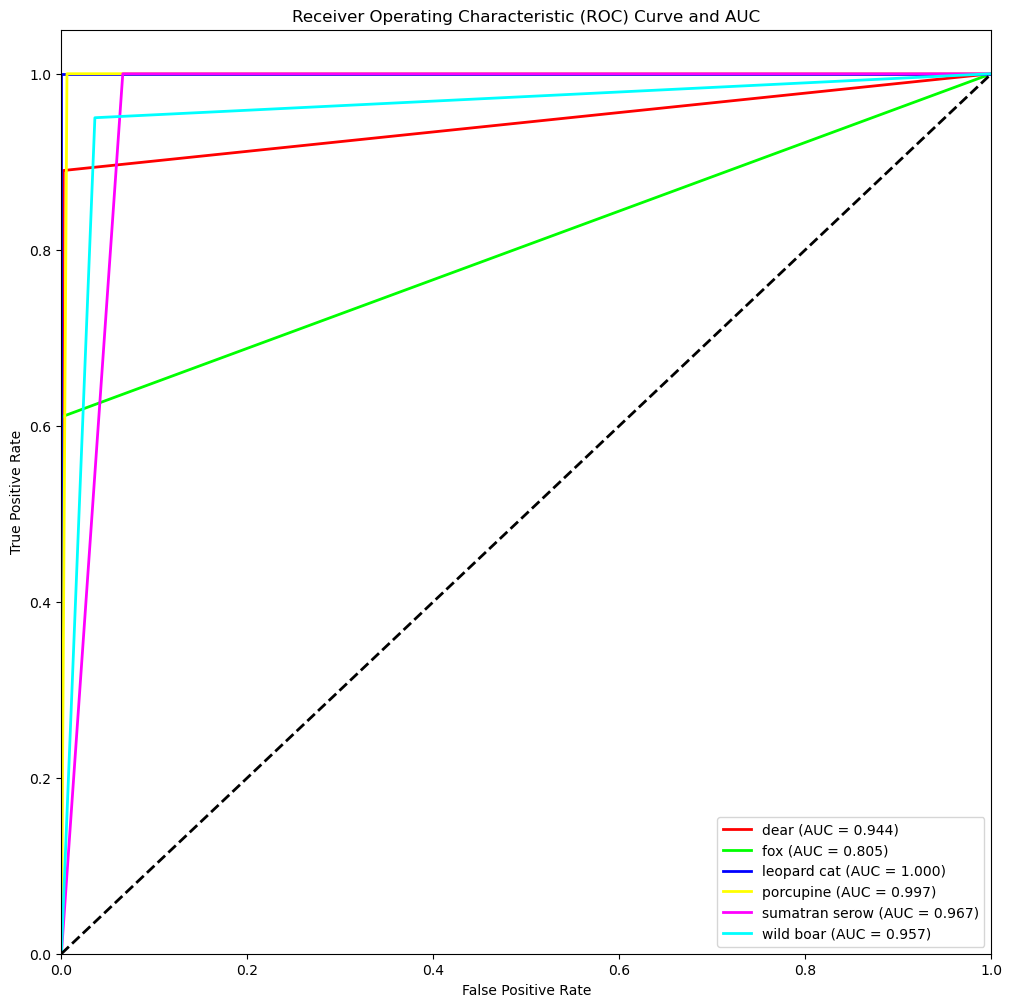 Receiver Operating Characteristic (ROC) Curve and AUC
1.0
0.8
0.6
0.4
0.2
0.0
True Positive Rate
0.0 0.2 0.4 0.6 0.8 1.0
False Positive Rate
dear (AUC = 0.944)
fox (AUC = 0.805)
leopard cat (AUC = 1.000)
porcupine (AUC = 0.997)
sumatran serow (AUC = 0.967)
wild boar (AUC = 0.957)